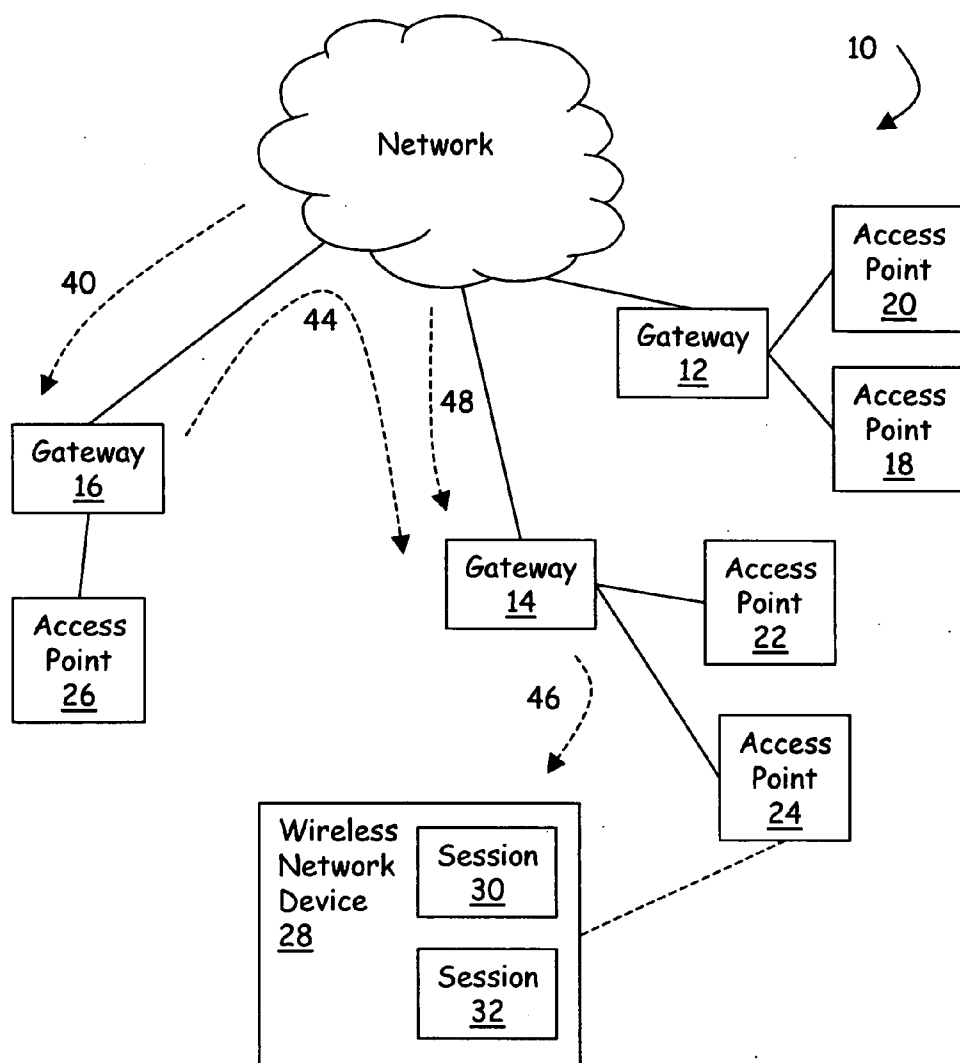 10
Network
Access
Point
20
40
44
Gateway
12
48
Access
Point
18
Gateway
16
Gateway
14
Access
Point
22
Access
Point
26
46
Access
Point
24
Wireless
Network
Device
28
Session
30
Session
32